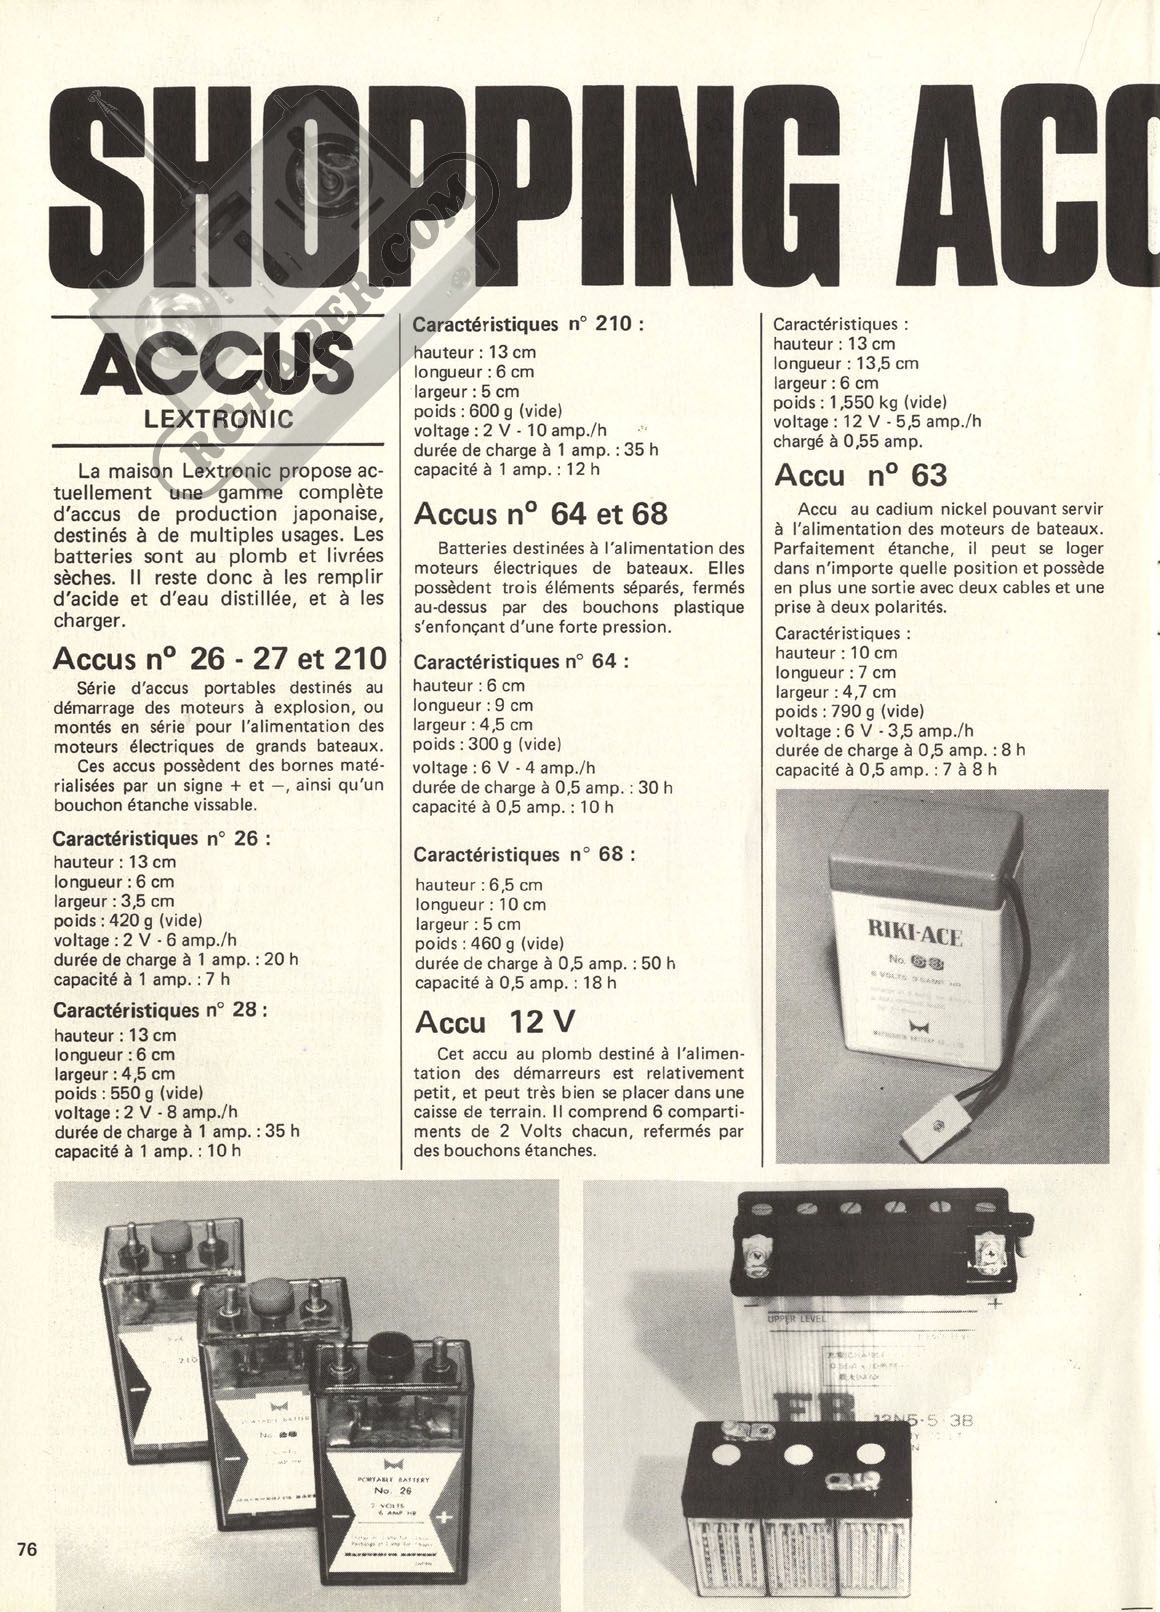 SHOPPING ACC
RC-PAPER.COM
ACCUS
LEXTRONIC
La maison Lextronic propose ac-
tuellement une gamme complète
d'accus de production japonaise,
destinés à de multiples usages. Les
batteries sont au plomb et livrées
sèches. Il reste donc à les remplir
d'acide et d'eau distillée, et à les
charger.
Accus nº 26 - 27 et 210
Série d'accus portables destinés au
démarrage des moteurs à explosion, ou
montés en série pour l'alimentation des
moteurs électriques de grands bateaux.
Ces accus possèdent des bornes maté-
rialisées par un signe + et —, ainsi qu'un
bouchon étanche vissable.
Caractéristiques n° 26 :
hauteur : 13 cm
longueur : 6 cm
largeur : 3,5 cm
poids : 420 g (vide)
voltage : 2 V - 6 amp./h
durée de charge à 1 amp. : 20 h
capacité à 1 amp. : 7 h
Caractéristiques n° 28 :
hauteur : 13 cm
longueur : 6 cm
largeur : 4,5 cm
poids : 550 g (vide)
voltage : 2 V - 8 amp./h
durée de charge à 1 amp. : 35 h
capacité à 1 amp. : 10 h
Caractéristiques n° 210 :
hauteur : 13 cm
longueur : 6 cm
largeur : 5 cm
poids : 600 g (vide)
voltage : 2 V - 10 amp./h
durée de charge à 1 amp. : 35 h
capacité à 1 amp. : 12 h
Accus nº 64 et 68
Batteries destinées à l'alimentation des
moteurs électriques de bateaux. Elles
possèdent trois éléments séparés, fermés
au-dessus par des bouchons plastique
s'enfonçant d'une forte pression.
Caractéristiques n° 64 :
hauteur : 6 cm
longueur : 9 cm
largeur : 4,5 cm
poids : 300 g (vide)
voltage : 6 V - 4 amp./h
durée de charge à 0,5 amp. : 30 h
capacité à 0,5 amp. : 10 h
Caractéristiques n° 68 :
hauteur : 6,5 cm
longueur : 10 cm
largeur : 5 cm
poids : 460 g (vide)
durée de charge à 0,5 amp. : 50 h
capacité à 0,5 amp. : 18 h
Accu 12 V
Cet accu au plomb destiné à l'alimen-
tation des démarreurs est relativement
petit, et peut très bien se placer dans une
caisse de terrain. Il comprend 6 comparti-
ments de 2 Volts chacun, refermés par
des bouchons étanches.
Caractéristiques :
hauteur : 13 cm
longueur : 13,5 cm
largeur : 6 cm
poids : 1,550 kg (vide)
voltage : 12 V - 5,5 amp./h
chargé à 0,55 amp.
Accu nº 63
Accu au cadium nickel pouvant servir
à l'alimentation des moteurs de bateaux.
Parfaitement étanche, il peut se loger
dans n'importe quelle position et possède
en plus une sortie avec deux cables et une
prise à deux polarités.
Caractéristiques :
hauteur : 10 cm
longueur : 7 cm
largeur : 4,7 cm
poids : 790 g (vide)
voltage : 6 V - 3,5 amp./h
durée de charge à 0,5 amp. : 8 h
capacité à 0,5 amp. : 7 à 8 h
RIKI-ACE
No.
6 VOLTS
210
No.
PORTABLE BATTERY
No. 26
2 VOLTS
6 AMP HR
- +
JAPAN
- +
UPPER LEVEL
FB 12N5·5 3B
76